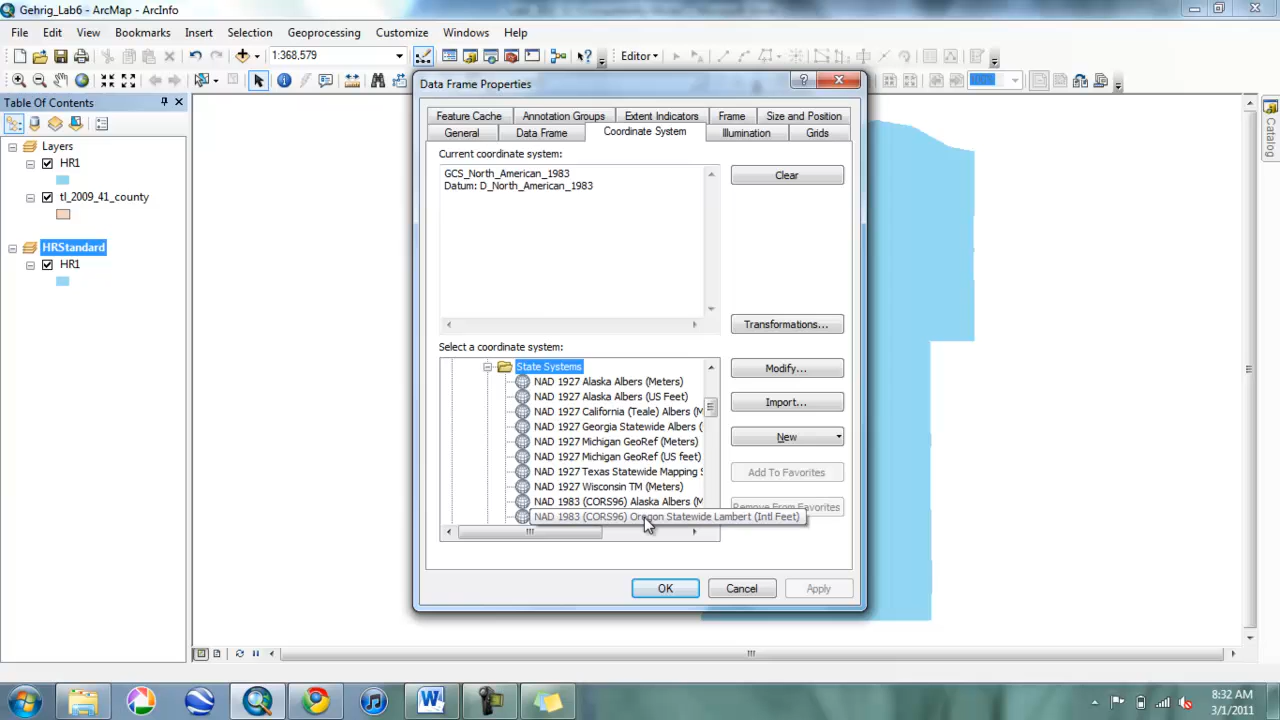 Gehrig_Lab6 - ArcMap - ArcInfo
File Edit View Bookmarks Insert Selection Geoprocessing Customize Windows Help
1:368,579
Editor
Table Of Contents
Layers
HR1
tl_2009_41_county
HRStandard
HR1
Data Frame Properties
Feature Cache Annotation Groups Extent Indicators Frame Size and Position
General Data Frame Coordinate System Illumination Grids
Current coordinate system:
GCS_North_American_1983
Datum: D_North_American_1983
Clear
Transformations...
Select a coordinate system:
State Systems
NAD 1927 Alaska Albers (Meters)
NAD 1927 Alaska Albers (US Feet)
NAD 1927 California (Teale) Albers (M
NAD 1927 Georgia Statewide Albers (
NAD 1927 Michigan GeoRef (Meters)
NAD 1927 Michigan GeoRef (US feet)
NAD 1927 Texas Statewide Mapping S
NAD 1927 Wisconsin TM (Meters)
NAD 1983 (CORS96) Alaska Albers (M
NAD 1983 (CORS96) Oregon Statewide Lambert (Intl Feet)
Modify...
Import...
New
Add To Favorites
Remove From Favorites
OK Cancel Apply
Catalog
8:32 AM
3/1/2011